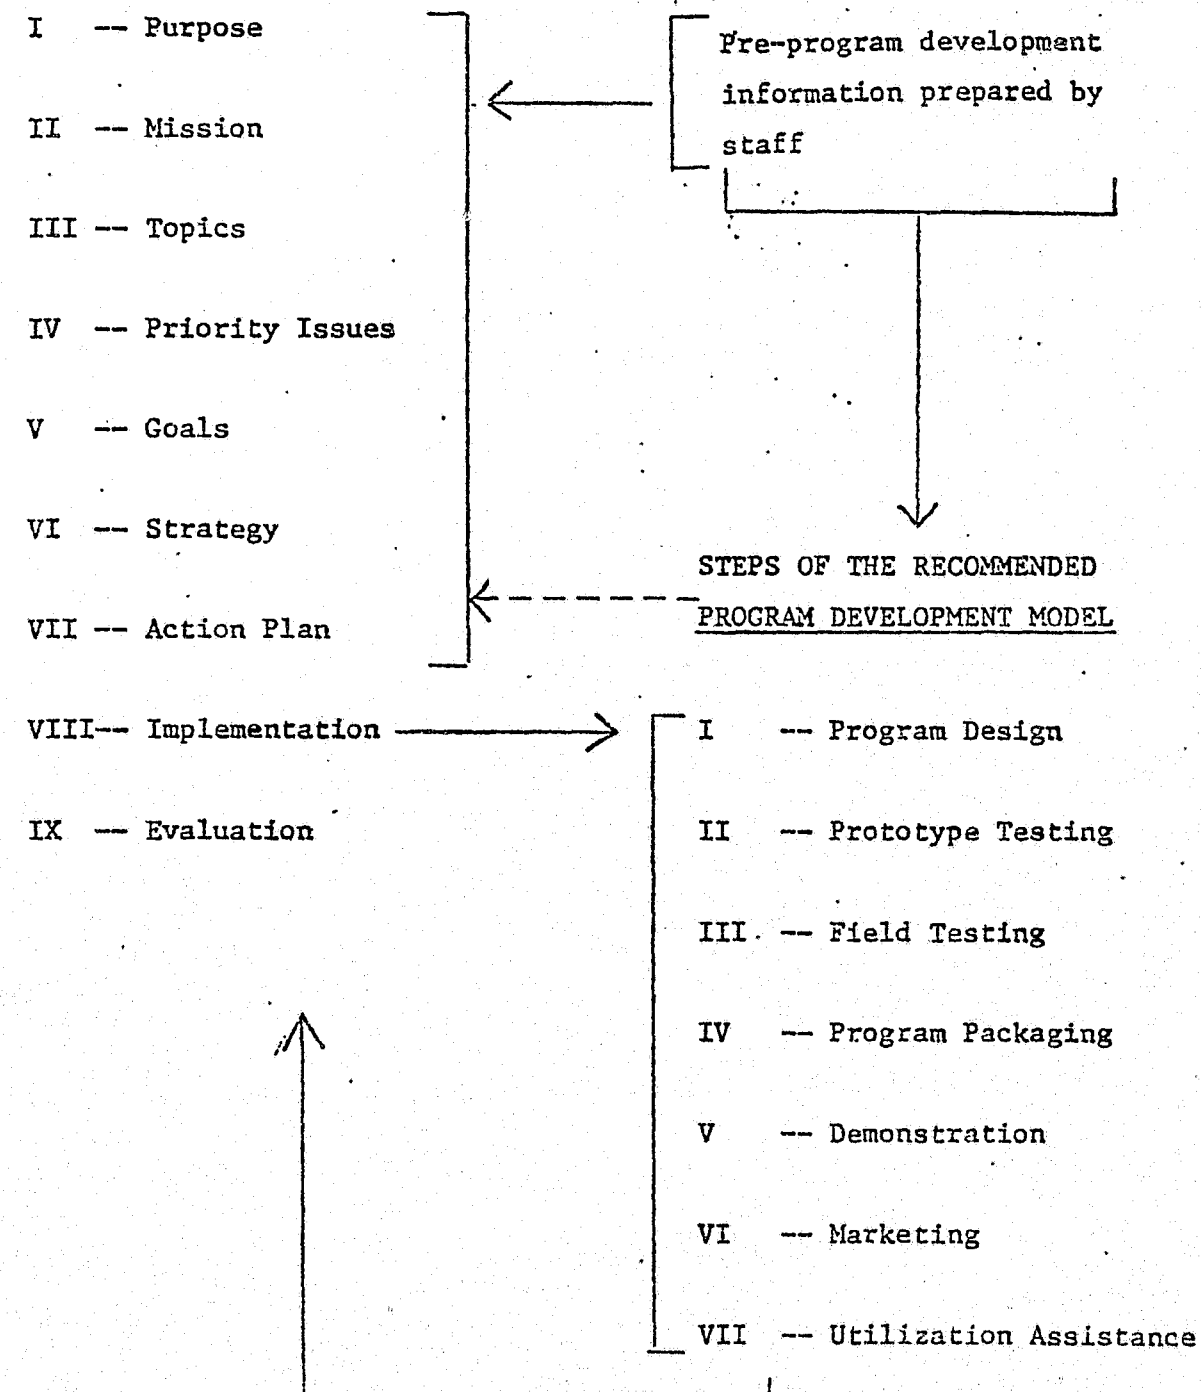 I -- Purpose
II -- Mission
III -- Topics
IV -- Priority Issues
V -- Goals
VI -- Strategy
VII -- Action Plan
VIII-- Implementation
IX -- Evaluation
Pre-program development
information prepared by
staff
STEPS OF THE RECOMMENDED
PROGRAM DEVELOPMENT MODEL
I -- Program Design
II -- Prototype Testing
III. -- Field Testing
IV -- Program Packaging
V -- Demonstration
VI -- Marketing
VII -- Utilization Assistance